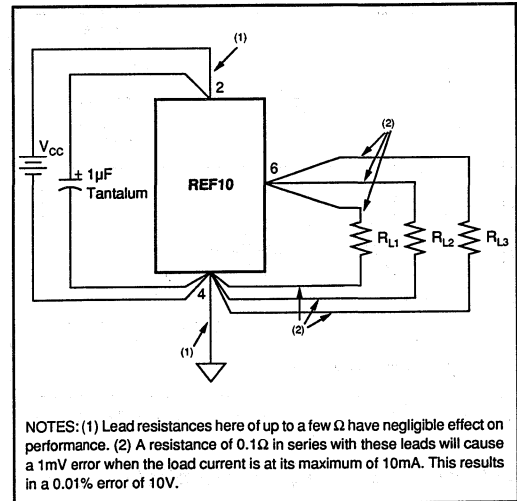 (1)
2
V_CC
± 1µF
Tantalum
REF10
6
(2)
R_L1
R_L2
R_L3
4
(2)
(1)
NOTES: (1) Lead resistances here of up to a few Ω have negligible effect on
performance. (2) A resistance of 0.1Ω in series with these leads will cause
a 1mV error when the load current is at its maximum of 10mA. This results
in a 0.01% error of 10V.